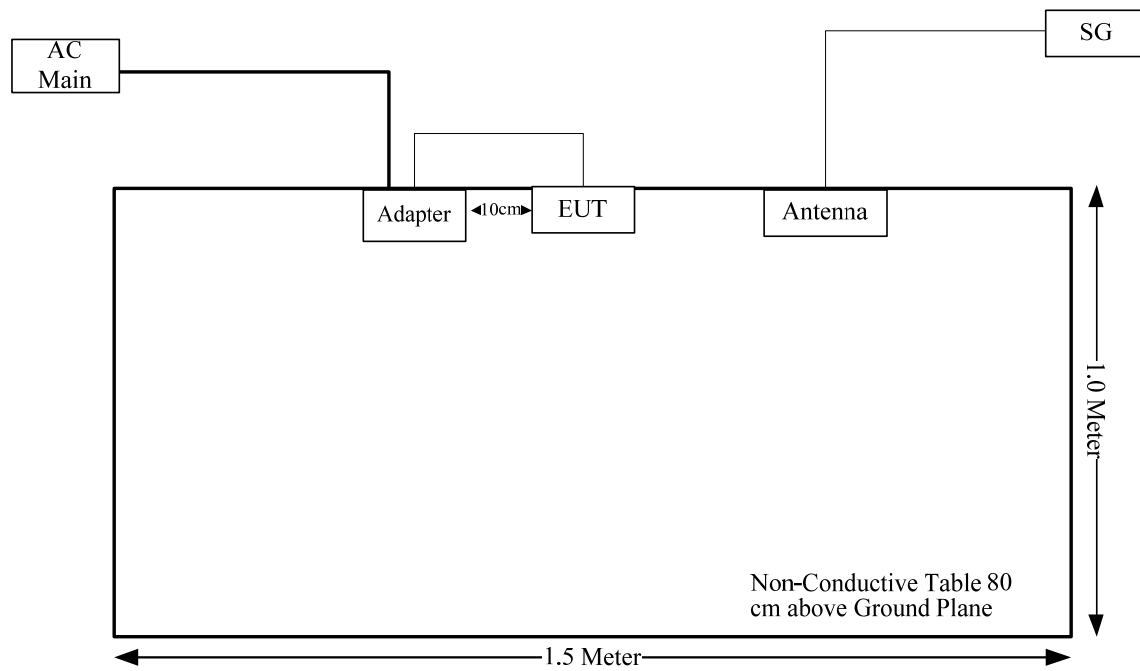 SG
AC
Main
Adapter
10cm
EUT
Antenna
1.0 Meter
Non-Conductive Table 80
cm above Ground Plane
1.5 Meter